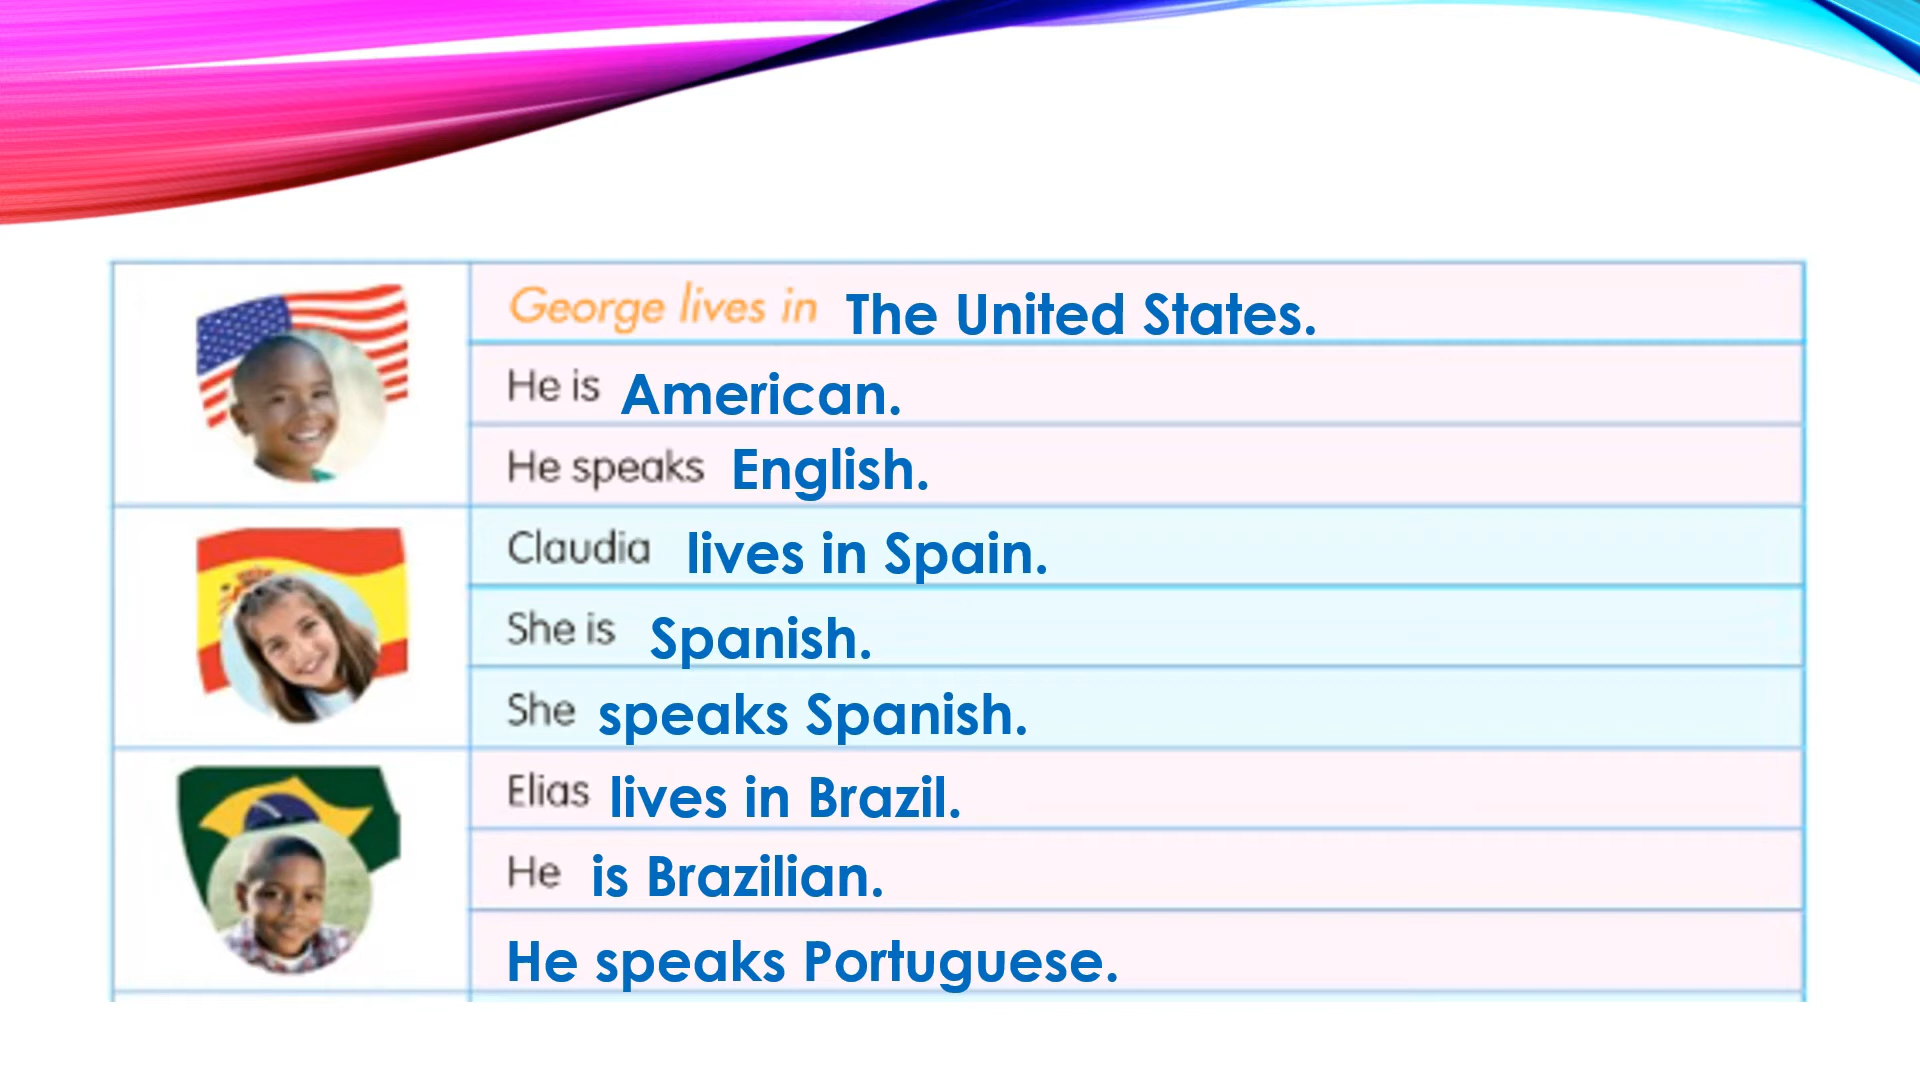 George lives in The United States.
He is American.
He speaks English.
Claudia lives in Spain.
She is Spanish.
She speaks Spanish.
Elias lives in Brazil.
He is Brazilian.
He speaks Portuguese.